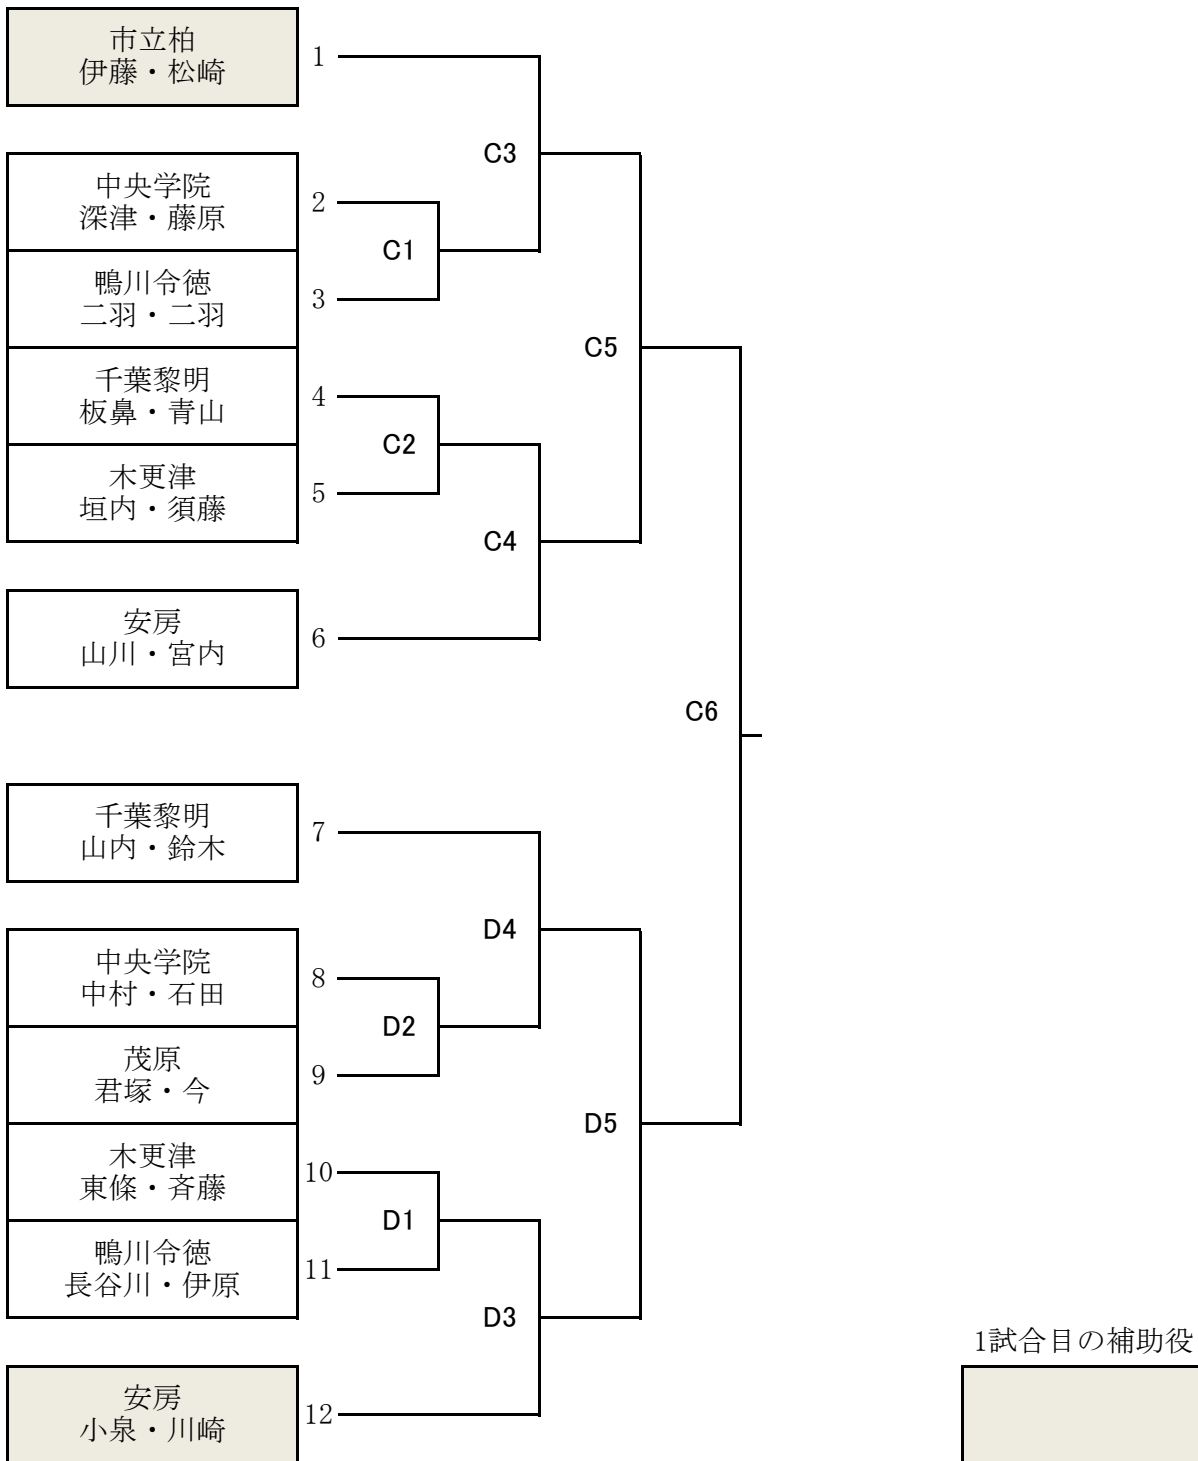 市立柏
伊藤・松崎
1
C3
中央学院
深津・藤原
2
C1
鴨川令徳
二羽・二羽
3
C5
千葉黎明
板鼻・青山
4
C2
木更津
垣内・須藤
5
C4
安房
山川・宮内
6
C6
千葉黎明
山内・鈴木
7
D4
中央学院
中村・石田
8
D2
茂原
君塚・今
9
D5
木更津
東條・斉藤
10
D1
鴨川令徳
長谷川・伊原
11
D3
1試合目の補助役
安房
小泉・川崎
12